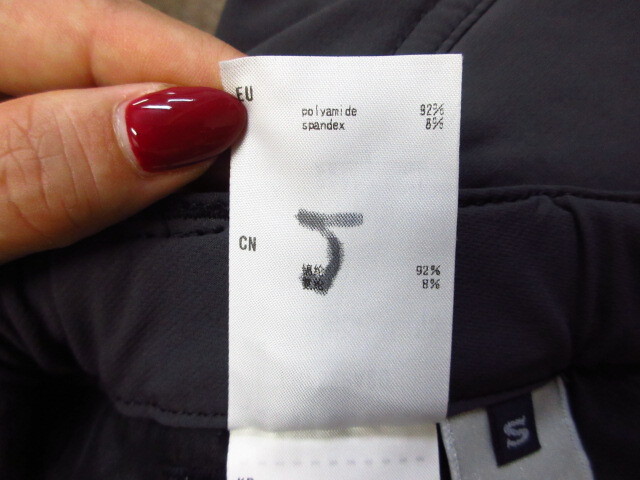 EU
polyamide 92%
spandex 8%
CN
92%
8%
S